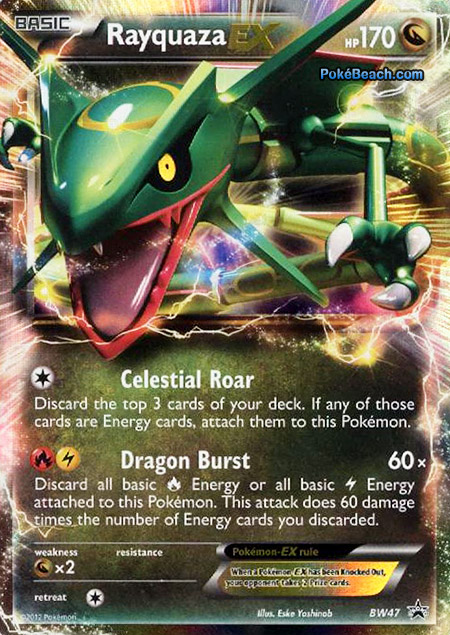 BASIC
Rayquaza EX HP170
PokéBeach.com
Celestial Roar
Discard the top 3 cards of your deck. If any of those
cards are Energy cards, attach them to this Pokémon.
Dragon Burst 60×
Discard all basic Energy or all basic Energy
attached to this Pokémon. This attack does 60 damage
times the number of Energy cards you discarded.
weakness resistance
×2
Pokémon-EX rule
When a Pokémon-EX has been Knocked Out,
your opponent takes 2 Prize cards.
retreat
©2012 Pokémon
Illus. Eske Yoshinob
BW47